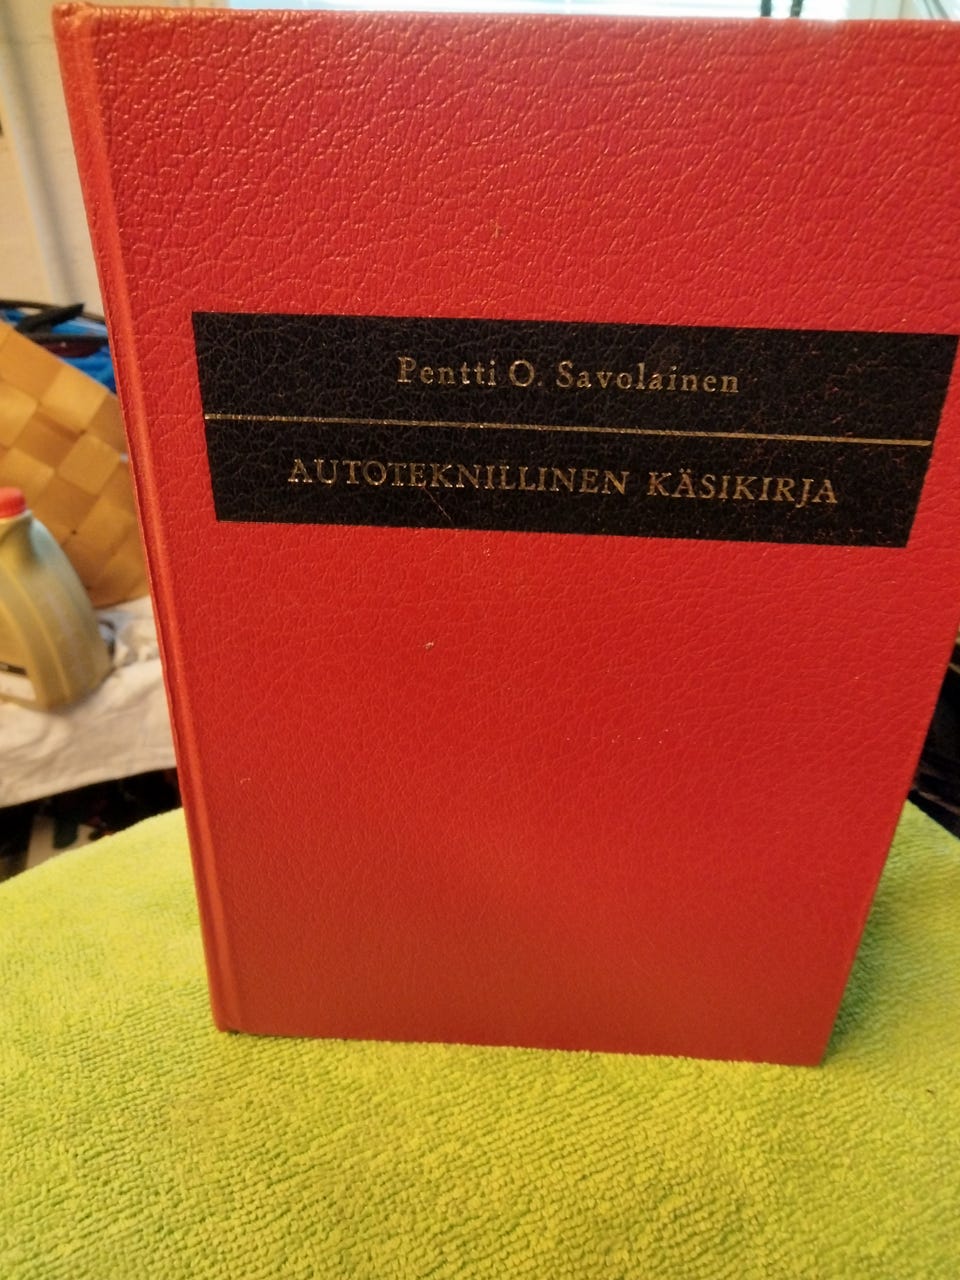 Pentti O. Savolainen
AUTOTEKNILLINEN KÄSIKIRJA